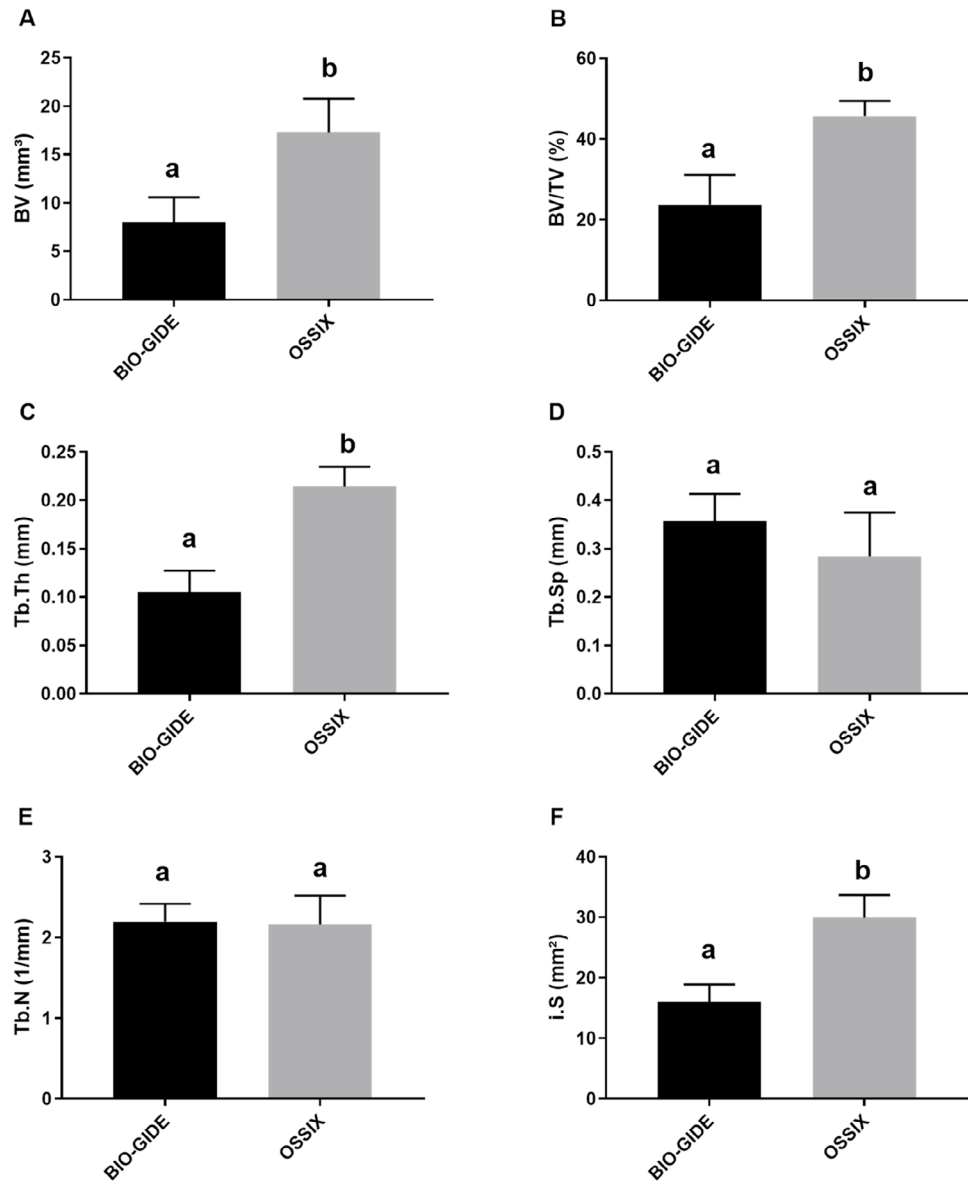 A
BV (mm³)
25
20
15
10
5
0
a
b
BIO-GIDE
OSSIX
B
BV/TV (%)
60
40
20
0
a
b
BIO-GIDE
OSSIX
C
Tb.Th (mm)
0.25
0.20
0.15
0.10
0.05
0.00
a
b
BIO-GIDE
OSSIX
D
Tb.Sp (mm)
0.5
0.4
0.3
0.2
0.1
0.0
a
a
BIO-GIDE
OSSIX
E
Tb.N (1/mm)
3
2
1
0
a
a
BIO-GIDE
OSSIX
F
i.S (mm²)
40
30
20
10
0
a
b
BIO-GIDE
OSSIX